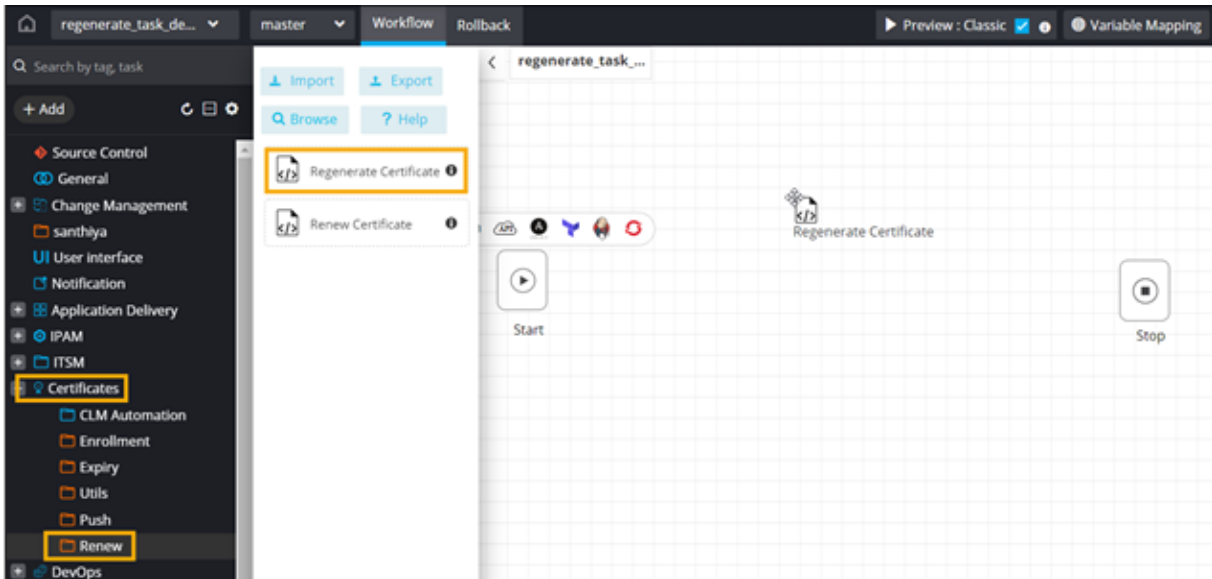 regenerate_task_de...
master
Workflow
Rollback
Preview : Classic
Variable Mapping
Search by tag, task
+ Add
Source Control
General
Change Management
santhiya
UI User interface
Notification
Application Delivery
IPAM
ITSM
Certificates
CLM Automation
Enrollment
Expiry
Utils
Push
Renew
DevOps
Import
Export
Browse
? Help
Regenerate Certificate
Renew Certificate
regenerate_task_...
API
Regenerate Certificate
Start
Stop